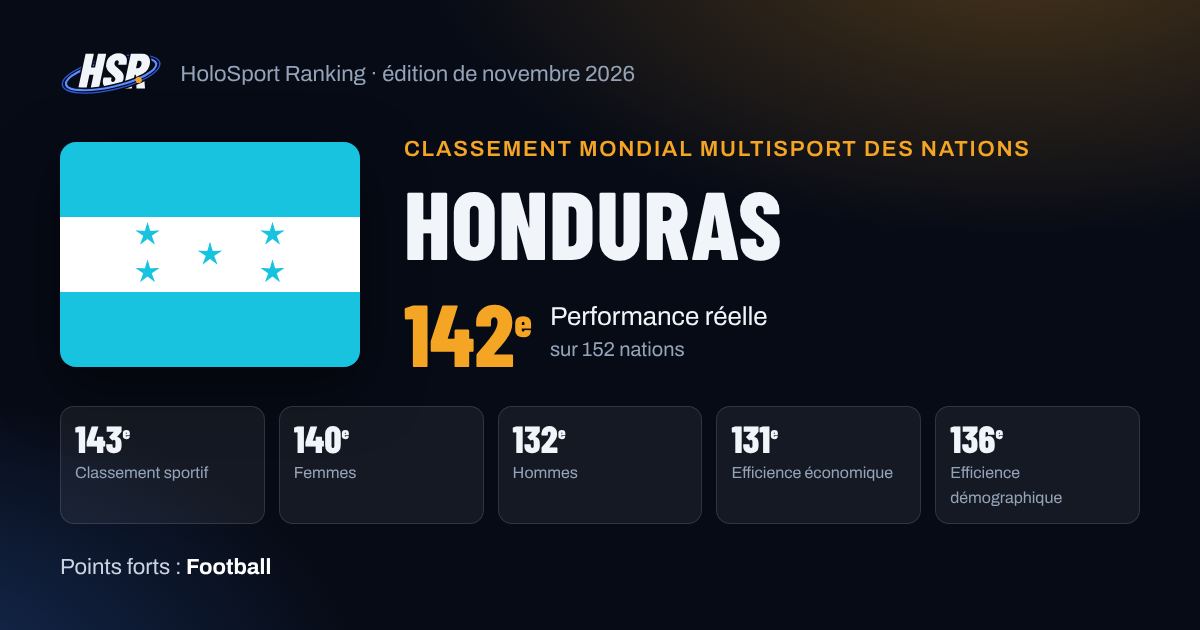 HSR
HoloSport Ranking · édition de novembre 2026
CLASSEMENT MONDIAL MULTISPORT DES NATIONS
HONDURAS
142e
Performance réelle
sur 152 nations
143e
Classement sportif
140e
Femmes
132e
Hommes
131e
Efficience économique
136e
Efficience
démographique
Points forts : Football